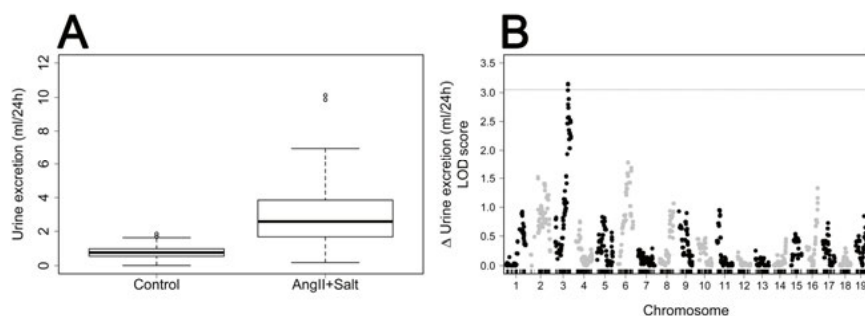 A
Urine excretion (ml/24h)
12
10
8
6
4
2
0
Control
AngII+Salt
B
Δ Urine excretion (ml/24h)
LOD score
3.5
3.0
2.5
2.0
1.5
1.0
0.5
0.0
1 2 3 4 5 6 7 8 9 10 11 12 13 14 15 16 17 18 19
Chromosome